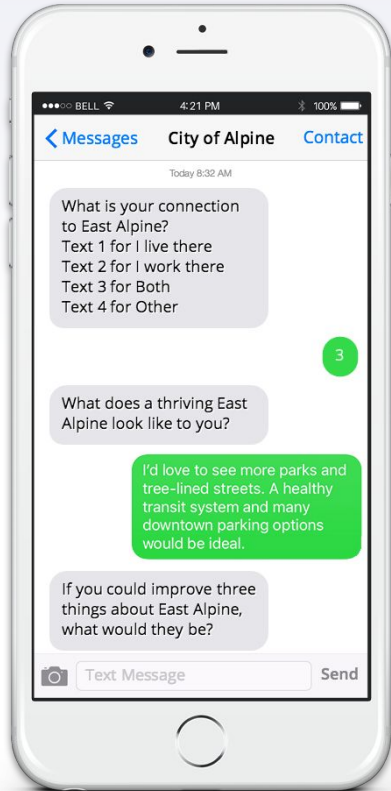 BELL 4:21 PM 100%
Messages City of Alpine Contact
Today 8:32 AM
What is your connection
to East Alpine?
Text 1 for I live there
Text 2 for I work there
Text 3 for Both
Text 4 for Other
3
What does a thriving East
Alpine look like to you?
I'd love to see more parks and
tree-lined streets. A healthy
transit system and many
downtown parking options
would be ideal.
If you could improve three
things about East Alpine,
what would they be?
Text Message Send